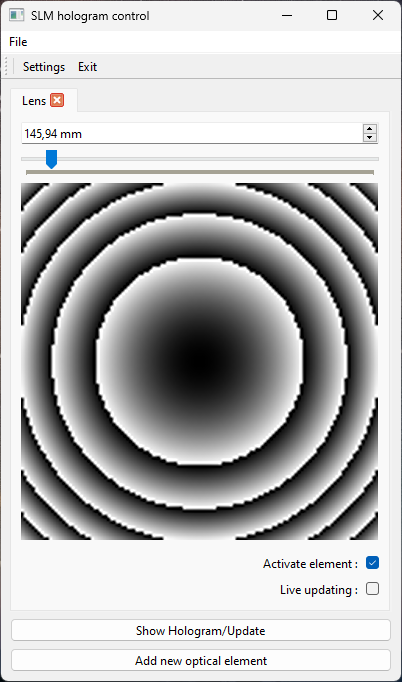 SLM hologram control
File
Settings Exit
Lens
145,94 mm
Activate element :
Live updating :
Show Hologram/Update
Add new optical element